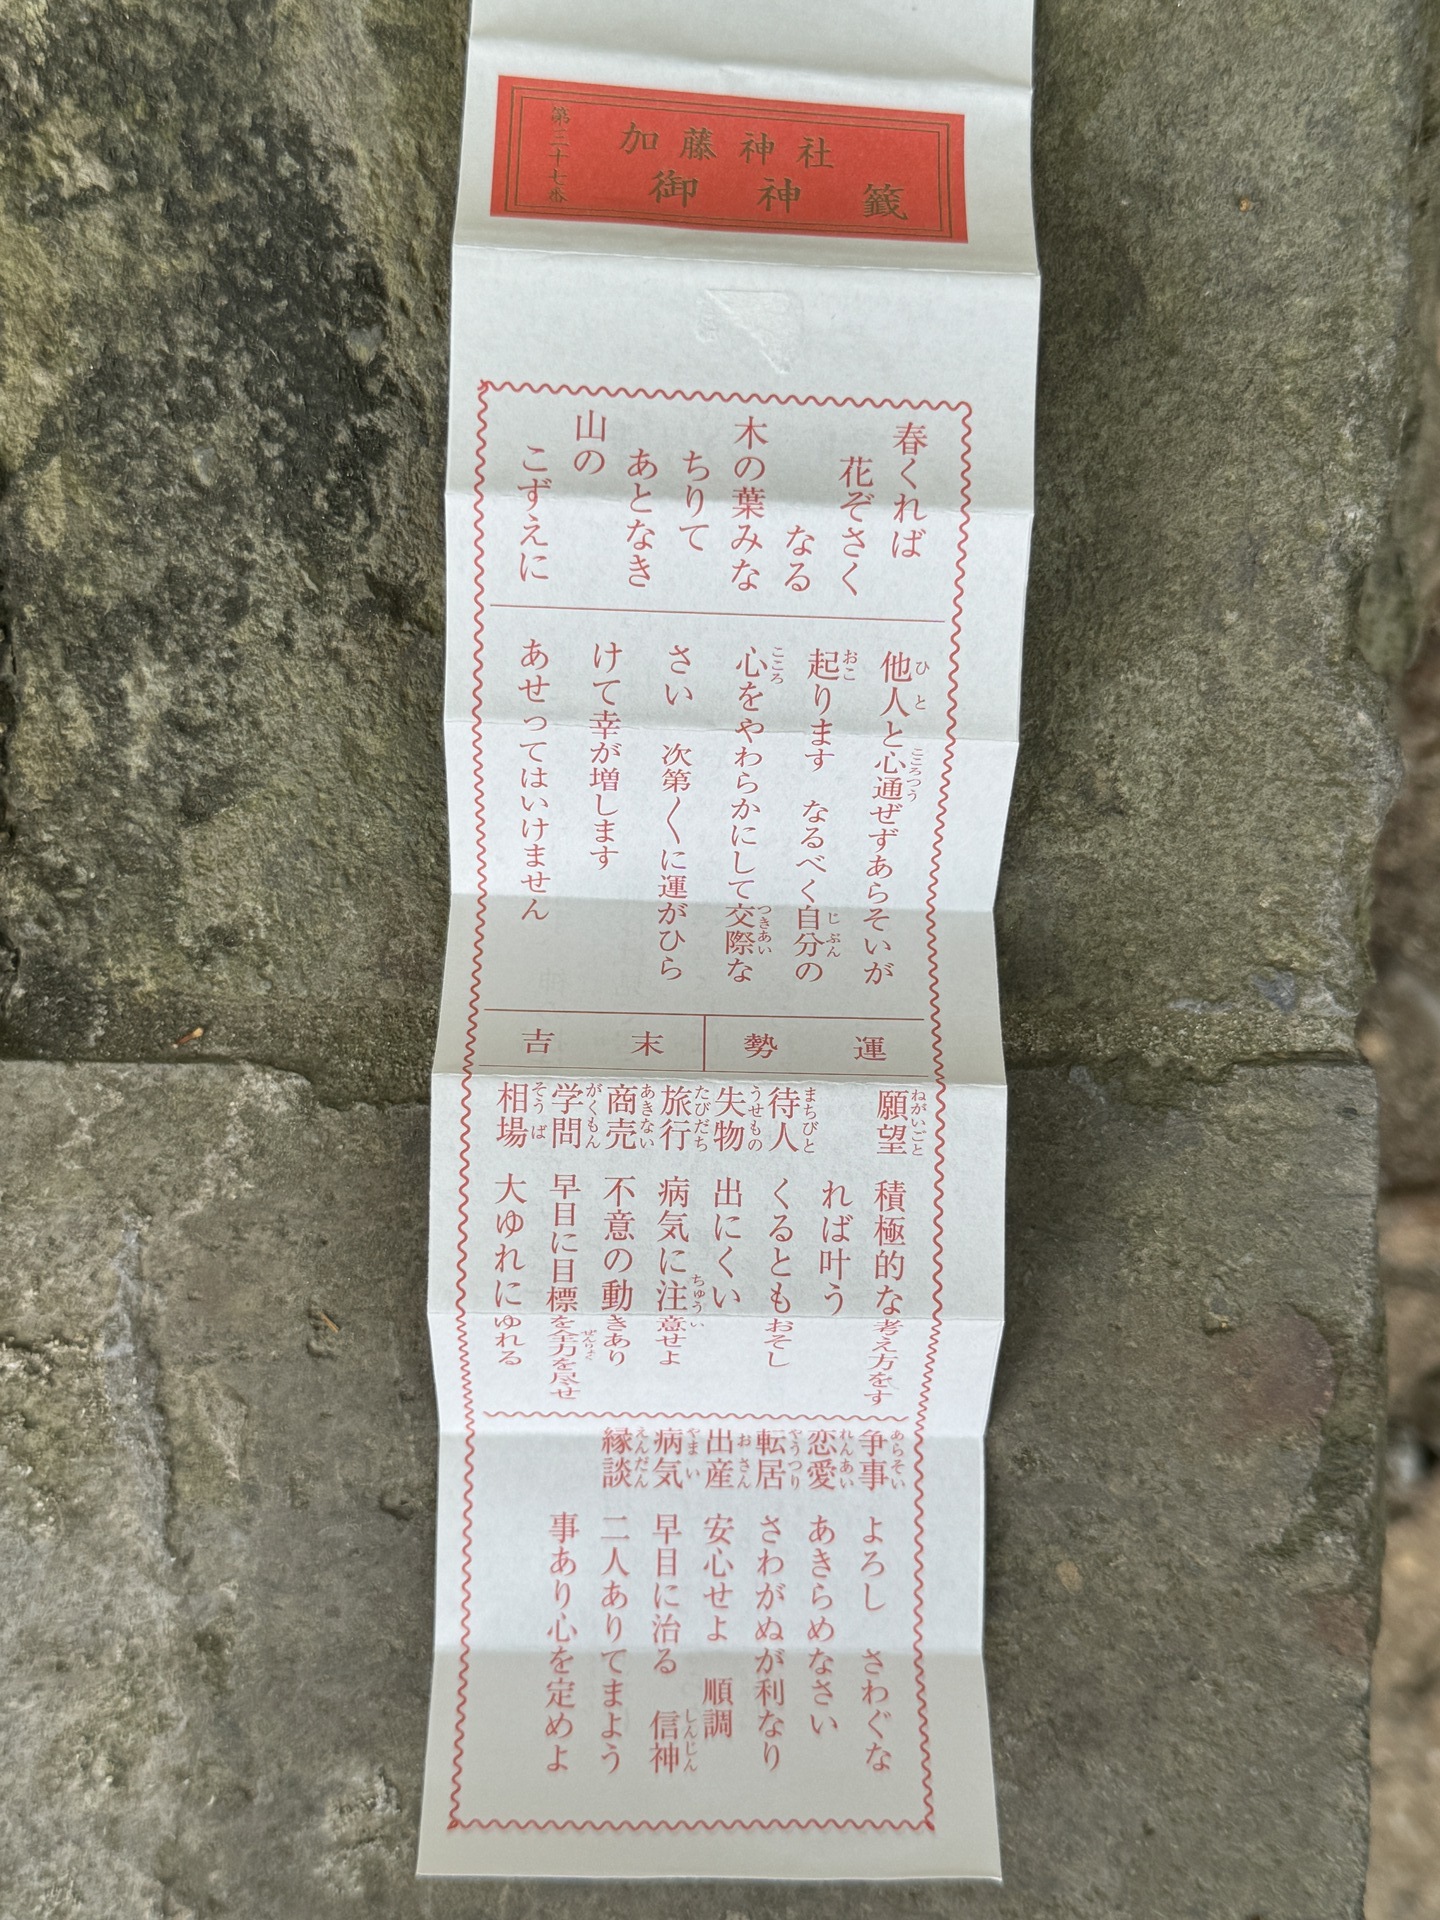 加藤神社
御神籤
第三十七番
春くれば
花ぞさく
なる
木の葉みな
ちりて
あとなき
山の
こずえに
他人と心通ぜずあらそいが
起ります　なるべく自分の
心をやわらかにして交際な
さい　次第〱に運がひら
けて幸が増します
あせってはいけません
運勢
末吉
願望　積極的な考え方をす
れば叶う
待人　くるともおそし
失物　出にくい
旅行　病気に注意せよ
商売　不意の動きあり
学問　早目に目標を全力を尽せ
相場　大ゆれにゆれる
争事　よろし　さわぐな
恋愛　あきらめなさい
転居　さわがぬが利なり
出産　安心せよ　順調
病気　早目に治る　信神
縁談　二人ありてまよう
事あり心を定めよ